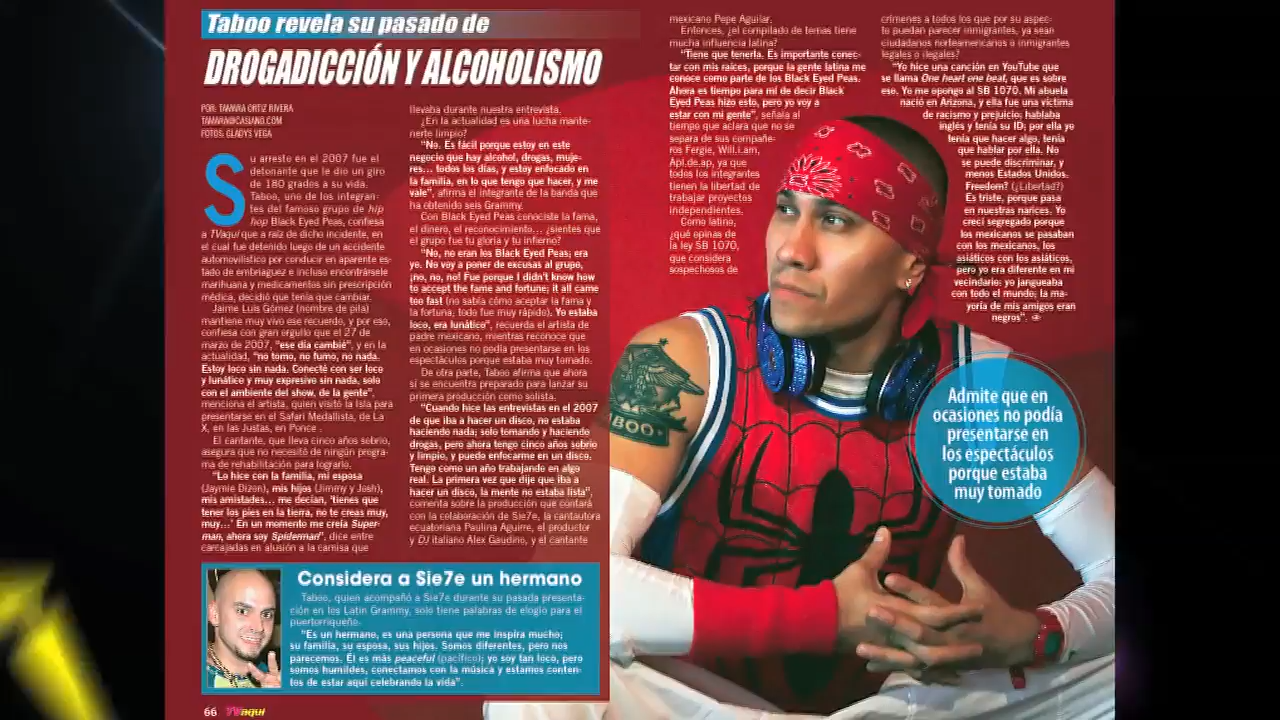 Taboo revela su pasado de
DROGADICCIÓN Y ALCOHOLISMO
POR: TAMARA ORTIZ RIVERA
TAMARA@CASIANO.COM
FOTOS: GLADYS VEGA
Su arresto en el 2007 fue el
detonante que le dio un giro
de 180 grados a su vida.
Taboo, uno de los integran-
tes del famoso grupo de hip
hop Black Eyed Peas, confiesa
a TVaquí que a raíz de dicho incidente, en
el cual fue detenido luego de un accidente
automovilístico por conducir en aparente es-
tado de embriaguez e incluso encontrársele
marihuana y medicamentos sin prescripción
médica, decidió que tenía que cambiar.
Jaime Luis Gómez (nombre de pila)
mantiene muy vivo ese recuerdo, y por eso,
confiesa con gran orgullo que el 27 de
marzo de 2007, "ese día cambié", y en la
actualidad, "no tomo, no fumo, no nada.
Estoy loco sin nada. Conecté con ser loco
y lunático y muy expresivo sin nada, solo
con el ambiente del show, de la gente",
menciona el artista, quien visitó la Isla para
presentarse en el Safari Medallista, de La
X, en las Justas, en Ponce .
El cantante, que lleva cinco años sobrio,
asegura que no necesitó de ningún progra-
ma de rehabilitación para lograrlo.
"Lo hice con la familia, mi esposa
(Jaymie Dizon), mis hijos (Jimmy y Josh),
mis amistades... me decían, 'tienes que
tener los pies en la tierra, no te creas muy,
muy...' En un momento me creía Super-
man, ahora soy Spiderman", dice entre
carcajadas en alusión a la camisa que
llevaba durante nuestra entrevista.
¿En la actualidad es una lucha mante-
nerte limpio?
"No. Es fácil porque estoy en este
negocio que hay alcohol, drogas, muje-
res... todos los días, y estoy enfocado en
la familia, en lo que tengo que hacer, y me
vale", afirma el integrante de la banda que
ha obtenido seis Grammy.
Con Black Eyed Peas conociste la fama,
el dinero, el reconocimiento... ¿sientes que
el grupo fue tu gloria y tu infierno?
"No, no eran los Black Eyed Peas; era
yo. No voy a poner de excusas al grupo,
¡no, no, no! Fue porque I didn't know how
to accept the fame and fortune; it all came
too fast (no sabía cómo aceptar la fama y
la fortuna; todo fue muy rápido). Yo estaba
loco, era lunático", recuerda el artista de
padre mexicano, mientras reconoce que
en ocasiones no podía presentarse en los
espectáculos porque estaba muy tomado.
De otra parte, Taboo afirma que ahora
sí se encuentra preparado para lanzar su
primera producción como solista.
"Cuando hice las entrevistas en el 2007
de que iba a hacer un disco, no estaba
haciendo nada; solo tomando y haciendo
drogas, pero ahora tengo cinco años sobrio
y limpio, y puedo enfocarme en un disco.
Tengo como un año trabajando en algo
real. La primera vez que dije que iba a
hacer un disco, la mente no estaba lista",
comenta sobre la producción que contará
con la colaboración de Sie7e, la cantautora
ecuatoriana Paulina Aguirre, el productor
y DJ italiano Alex Gaudino, y el cantante
mexicano Pepe Aguilar.
Entonces, ¿el compilado de temas tiene
mucha influencia latina?
"Tiene que tenerla. Es importante conec-
tar con mis raíces, porque la gente latina me
conoce como parte de los Black Eyed Peas.
Ahora es tiempo para mí de decir Black
Eyed Peas hizo esto, pero yo voy a
estar con mi gente", señala al
tiempo que aclara que no se
separa de sus compañe-
ros Fergie, Will.I.am,
Apl.de.ap, ya que
todos los integrantes
tienen la libertad de
trabajar proyectos
independientes.
Como latino,
¿qué opinas de
la ley SB 1070,
que considera
sospechosos de
crímenes a todos los que por su aspec-
to puedan parecer inmigrantes, ya sean
ciudadanos norteamericanos o inmigrantes
legales o ilegales?
"Yo hice una canción en YouTube que
se llama One heart one beat, que es sobre
eso. Yo me opongo al SB 1070. Mi abuela
nació en Arizona, y ella fue una víctima
de racismo y prejuicio; hablaba
inglés y tenía su ID; por ella yo
tenía que hacer algo, tenía
que hablar por ella. No
se puede discriminar, y
menos Estados Unidos.
Freedom? (¿Libertad?)
Es triste, porque pasa
en nuestras narices. Yo
crecí segregado porque
los mexicanos se pasaban
con los mexicanos, los
asiáticos con los asiáticos,
pero yo era diferente en mi
vecindario; yo jangueaba
con todo el mundo; la ma-
yoría de mis amigos eran
negros".
TABOO
Admite que en
ocasiones no podía
presentarse en
los espectáculos
porque estaba
muy tomado
Considera a Sie7e un hermano
Taboo, quien acompañó a Sie7e durante su pasada presenta-
ción en los Latin Grammy, solo tiene palabras de elogio para el
puertorriqueño.
"Es un hermano, es una persona que me inspira mucho;
su familia, su esposa, sus hijos. Somos diferentes, pero nos
parecemos. Él es más peaceful (pacífico); yo soy tan loco, pero
somos humildes, conectamos con la música y estamos conten-
tos de estar aquí celebrando la vida".
66 TVaquí